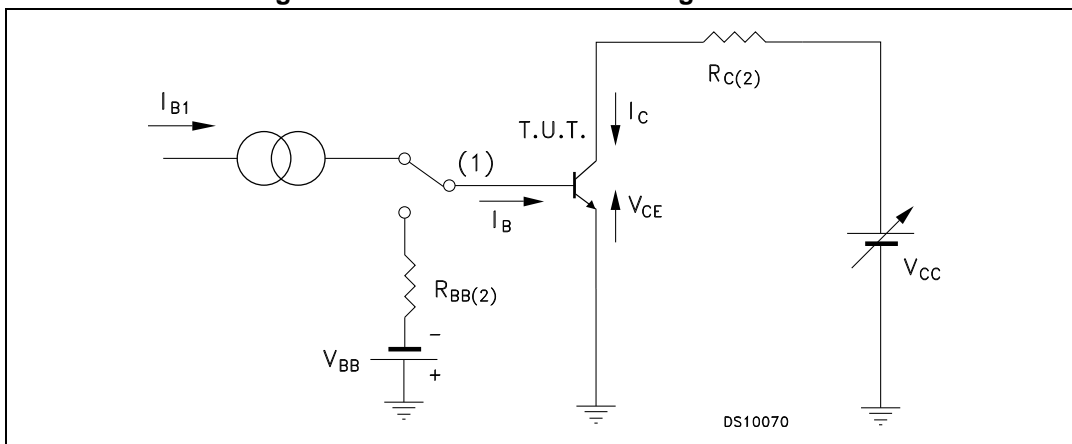 I_B1
R_C(2)
I_C
T.U.T.
(1)
I_B
V_CE
R_BB(2)
V_CC
−
V_BB
+
DS10070